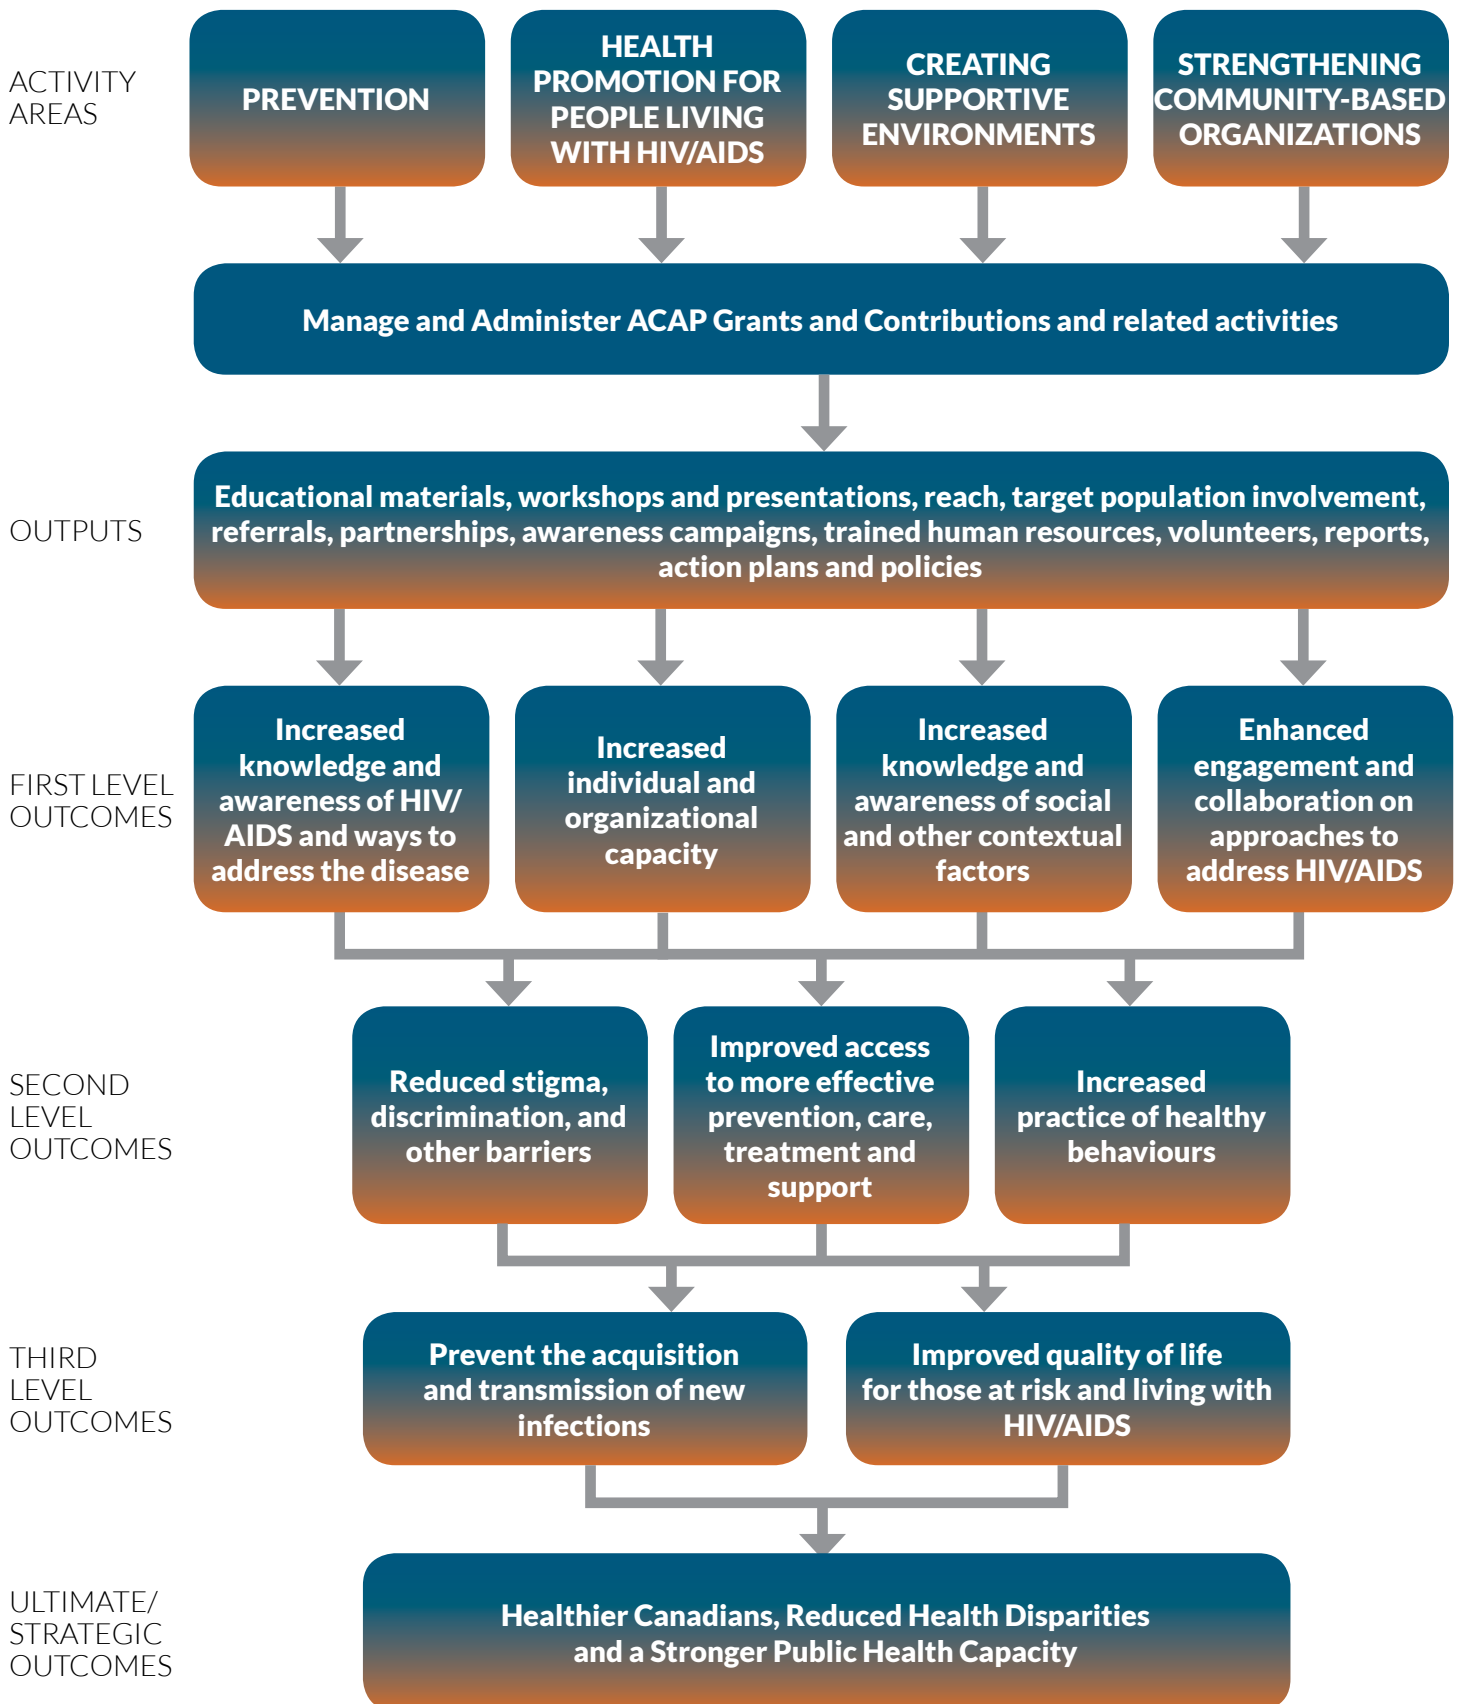 ACTIVITY
AREAS
PREVENTION
HEALTH
PROMOTION FOR
PEOPLE LIVING
WITH HIV/AIDS
CREATING
SUPPORTIVE
ENVIRONMENTS
STRENGTHENING
COMMUNITY-BASED
ORGANIZATIONS
Manage and Administer ACAP Grants and Contributions and related activities
OUTPUTS
Educational materials, workshops and presentations, reach, target population involvement,
referrals, partnerships, awareness campaigns, trained human resources, volunteers, reports,
action plans and policies
FIRST LEVEL
OUTCOMES
Increased
knowledge and
awareness of HIV/
AIDS and ways to
address the disease
Increased
individual and
organizational
capacity
Increased
knowledge and
awareness of social
and other contextual
factors
Enhanced
engagement and
collaboration on
approaches to
address HIV/AIDS
SECOND
LEVEL
OUTCOMES
Reduced stigma,
discrimination, and
other barriers
Improved access
to more effective
prevention, care,
treatment and
support
Increased
practice of healthy
behaviours
THIRD
LEVEL
OUTCOMES
Prevent the acquisition
and transmission of new
infections
Improved quality of life
for those at risk and living with
HIV/AIDS
ULTIMATE/
STRATEGIC
OUTCOMES
Healthier Canadians, Reduced Health Disparities
and a Stronger Public Health Capacity